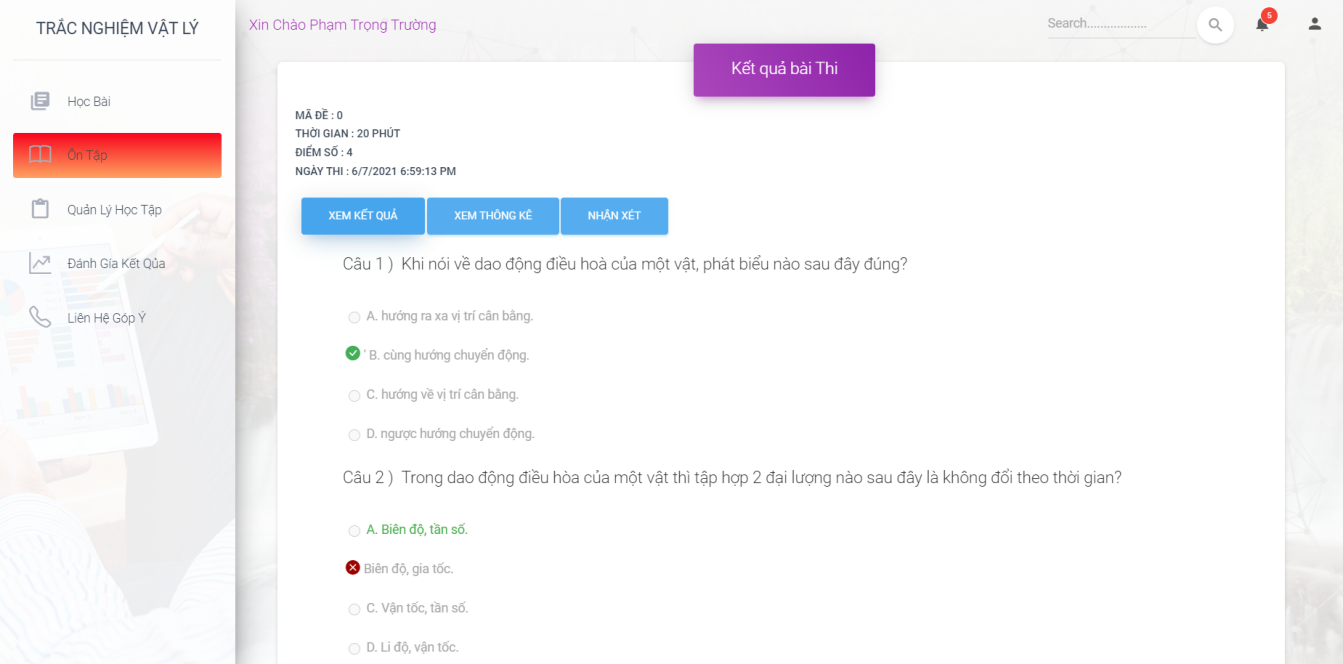 TRẮC NGHIỆM VẬT LÝ
Học Bài
Ôn Tập
Quản Lý Học Tập
Đánh Gía Kết Qủa
Liên Hệ Góp Ý
Xin Chào Phạm Trọng Trường
Search..................
5
Kết quả bài Thi
MÃ ĐỀ : 0
THỜI GIAN : 20 PHÚT
ĐIỂM SỐ : 4
NGÀY THI : 6/7/2021 6:59:13 PM
XEM KẾT QUẢ XEM THÔNG KÊ NHẬN XÉT
Câu 1 ) Khi nói về dao động điều hoà của một vật, phát biểu nào sau đây đúng?
A. hướng ra xa vị trí cân bằng.
' B. cùng hướng chuyển động.
C. hướng về vị trí cân bằng.
D. ngược hướng chuyển động.
Câu 2 ) Trong dao động điều hòa của một vật thì tập hợp 2 đại lượng nào sau đây là không đổi theo thời gian?
A. Biên độ, tần số.
Biên độ, gia tốc.
C. Vận tốc, tần số.
D. Li độ, vận tốc.